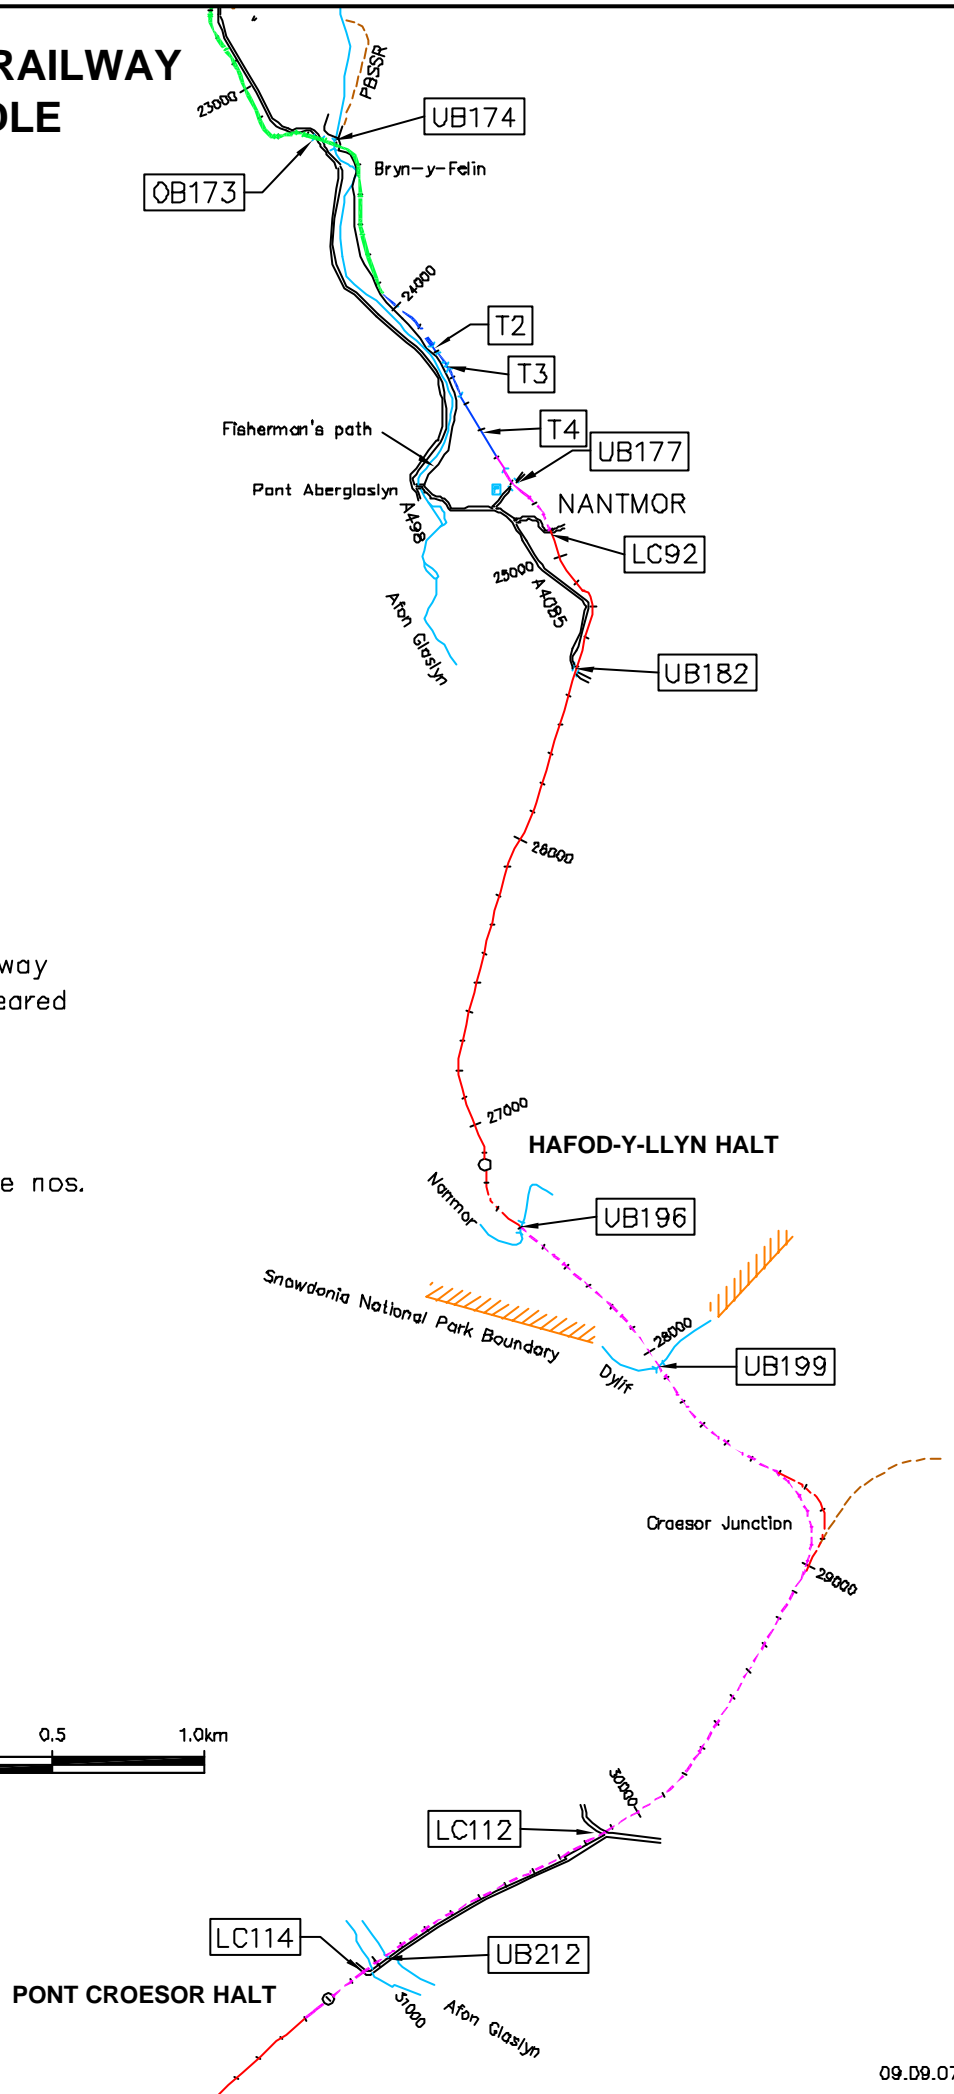 RAILWAY
PBSSR
23000
UB174
Bryn-y-Felin
OB173
24000
T2
T3
Fisherman's path
T4
UB177
Pont Aberglaslyn
NANTMOR
A498
LC92
25000
A4085
Afon Glaslyn
UB182
26000
way
27000
HAFOD-Y-LLYN HALT
e nos.
Nanmor
UB196
Snowdonia National Park Boundary
28000
UB199
Dylif
Croesor Junction
29000
0.5 1.0km
30000
LC112
LC114
UB212
PONT CROESOR HALT
31000
Afon Glaslyn
09.09.07